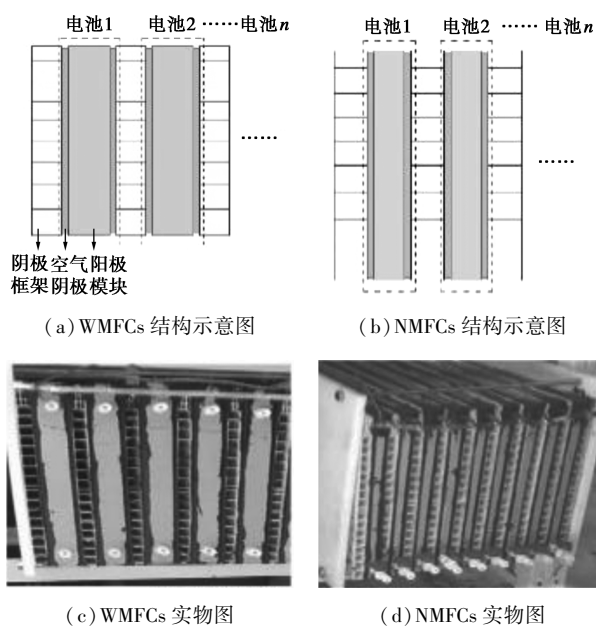 电池1 电池2 ……电池n
电池1 电池2 …… 电池n
……
……
阴极 空气 阳极
框架 阴极 模块
(a)WMFCs 结构示意图
(b)NMFCs 结构示意图
(c)WMFCs 实物图
(d)NMFCs 实物图